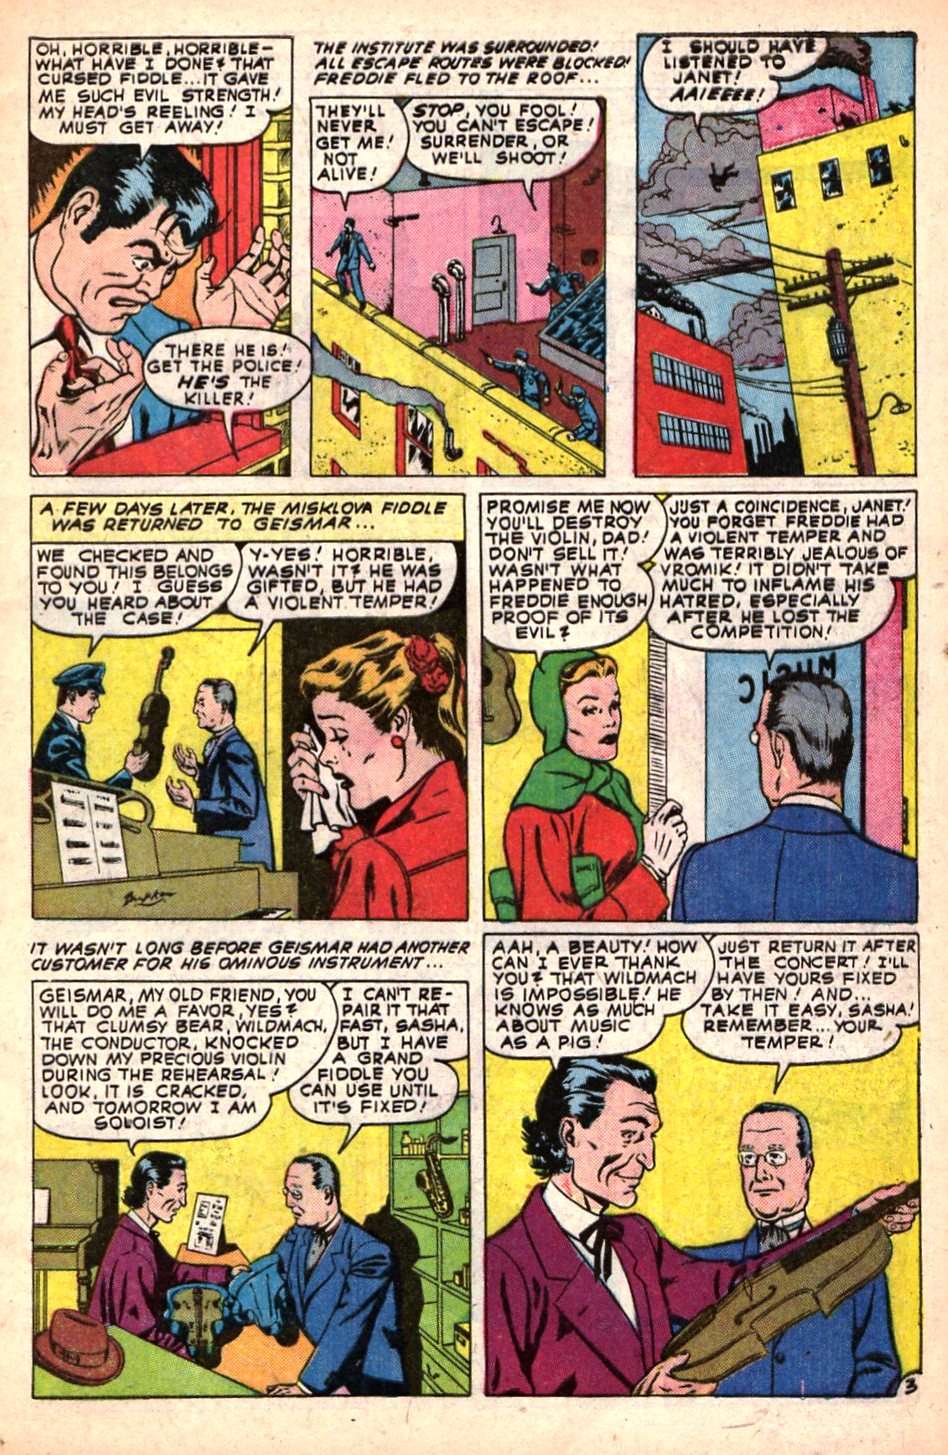 OH, HORRIBLE, HORRIBLE—
WHAT HAVE I DONE? THAT
CURSED FIDDLE...IT GAVE
ME SUCH EVIL STRENGTH!
MY HEAD'S REELING! I
MUST GET AWAY!
THERE HE IS!
GET THE POLICE!
HE'S THE
KILLER!
THE INSTITUTE WAS SURROUNDED!
ALL ESCAPE ROUTES WERE BLOCKED!
FREDDIE FLED TO THE ROOF...
THEY'LL
NEVER
GET ME!
NOT
ALIVE!
STOP, YOU FOOL!
YOU CAN'T ESCAPE!
SURRENDER, OR
WE'LL SHOOT!
I SHOULD HAVE
LISTENED TO
JANET!
AAIEEEE!
A FEW DAYS LATER, THE MISKLOVA FIDDLE
WAS RETURNED TO GEISMAR...
WE CHECKED AND
FOUND THIS BELONGS
TO YOU! I GUESS
YOU HEARD ABOUT
THE CASE!
Y-YES! HORRIBLE,
WASN'T IT? HE WAS
GIFTED, BUT HE HAD
A VIOLENT TEMPER!
PROMISE ME NOW
YOU'LL DESTROY
THE VIOLIN, DAD!
DON'T SELL IT!
WASN'T WHAT
HAPPENED TO
FREDDIE ENOUGH
PROOF OF ITS
EVIL?
JUST A COINCIDENCE, JANET!
YOU FORGET FREDDIE HAD
A VIOLENT TEMPER AND
WAS TERRIBLY JEALOUS OF
VROMIK! IT DIDN'T TAKE
MUCH TO INFLAME HIS
HATRED, ESPECIALLY
AFTER HE LOST THE
COMPETITION!
MUSIC
IT WASN'T LONG BEFORE GEISMAR HAD ANOTHER
CUSTOMER FOR HIS OMINOUS INSTRUMENT...
GEISMAR, MY OLD FRIEND, YOU
WILL DO ME A FAVOR, YES?
THAT CLUMSY BEAR, WILDMACH,
THE CONDUCTOR, KNOCKED
DOWN MY PRECIOUS VIOLIN
DURING THE REHEARSAL!
LOOK, IT IS CRACKED,
AND TOMORROW I AM
SOLOIST!
I CAN'T RE-
PAIR IT THAT
FAST, SASHA,
BUT I HAVE
A GRAND
FIDDLE YOU
CAN USE UNTIL
IT'S FIXED!
AAH, A BEAUTY! HOW
CAN I EVER THANK
YOU? THAT WILDMACH
IS IMPOSSIBLE! HE
KNOWS AS MUCH
ABOUT MUSIC
AS A PIG!
JUST RETURN IT AFTER
THE CONCERT! I'LL
HAVE YOURS FIXED
BY THEN! AND...
TAKE IT EASY, SASHA!
REMEMBER...YOUR
TEMPER!
3